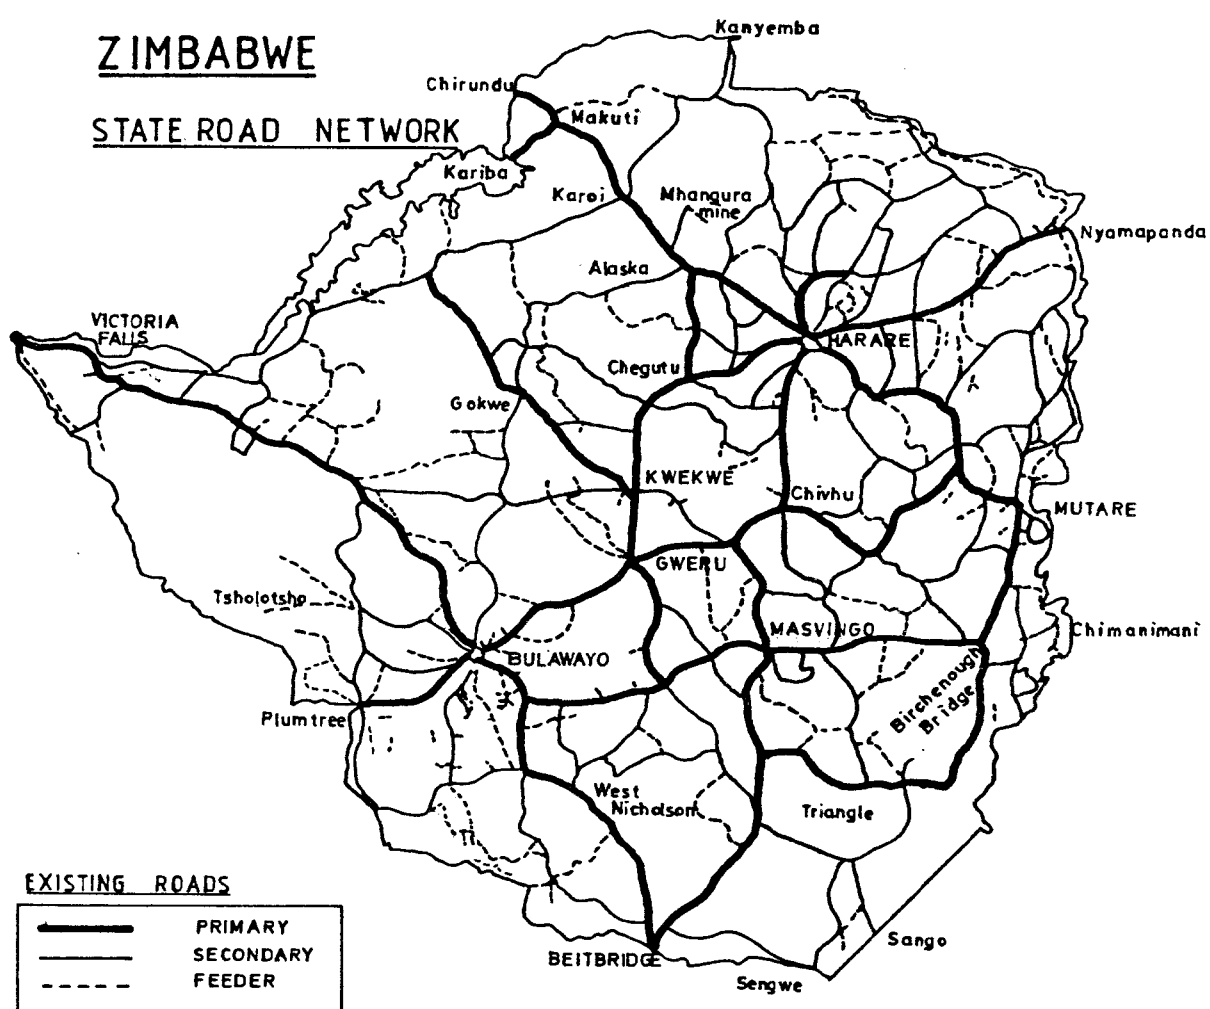 ZIMBABWE
STATE ROAD NETWORK
Kanyemba
Chirundu
Makuti
Kariba
Karoi
Mhangura
mine
Nyamapanda
Alaska
VICTORIA
FALLS
HARARE
Chegutu
Gokwe
KWEKWE
Chivhu
MUTARE
GWERU
Tsholotsho
MASVINGO
Chimanimani
BULAWAYO
Birchenough
Bridge
Plumtree
West
Nicholson
Triangle
EXISTING ROADS
PRIMARY
SECONDARY
FEEDER
BEITBRIDGE
Sango
Sengwe